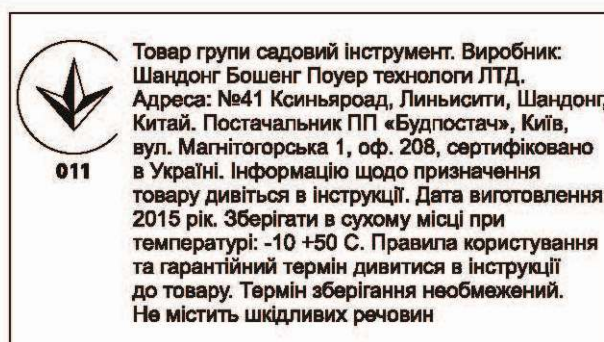 Товар групи садовий інструмент. Виробник:
Шандонг Бошенг Поуер технологи ЛТД.
Адреса: №41 Ксиньяроад, Линьисити, Шандонг,
Китай. Постачальник ПП «Будпостач», Київ,
вул. Магнітогорська 1, оф. 208, сертифіковано
в Україні. Інформацію щодо призначення
товару дивіться в інструкції. Дата виготовлення
2015 рік. Зберігати в сухому місці при
температурі: -10 +50 С. Правила користування
та гарантійний термін дивитися в інструкції
до товару. Термін зберігання необмежений.
Не містить шкідливих речовин
011